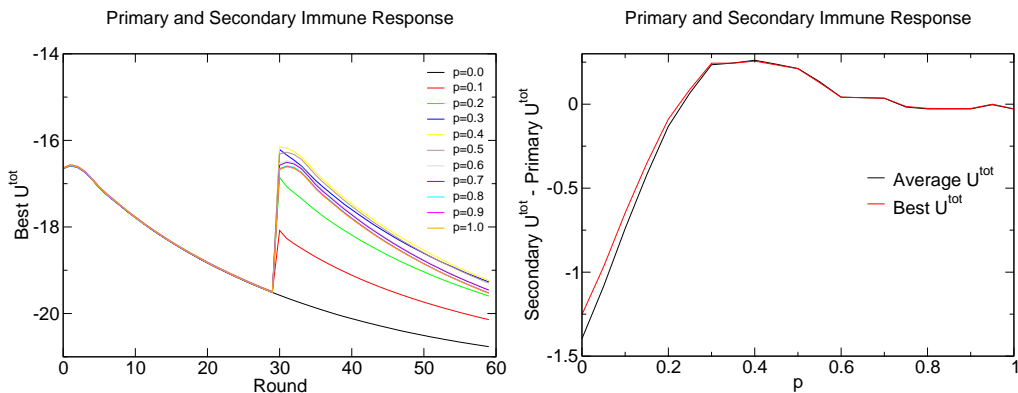 Primary and Secondary Immune Response
-14
-16
-18
-20
Best U^tot
p=0.0
p=0.1
p=0.2
p=0.3
p=0.4
p=0.5
p=0.6
p=0.7
p=0.8
p=0.9
p=1.0
0 10 20 30 40 50 60
Round
Primary and Secondary Immune Response
0
-0.5
-1
-1.5
Secondary U^tot - Primary U^tot
Average U^tot
Best U^tot
0 0.2 0.4 0.6 0.8 1
p